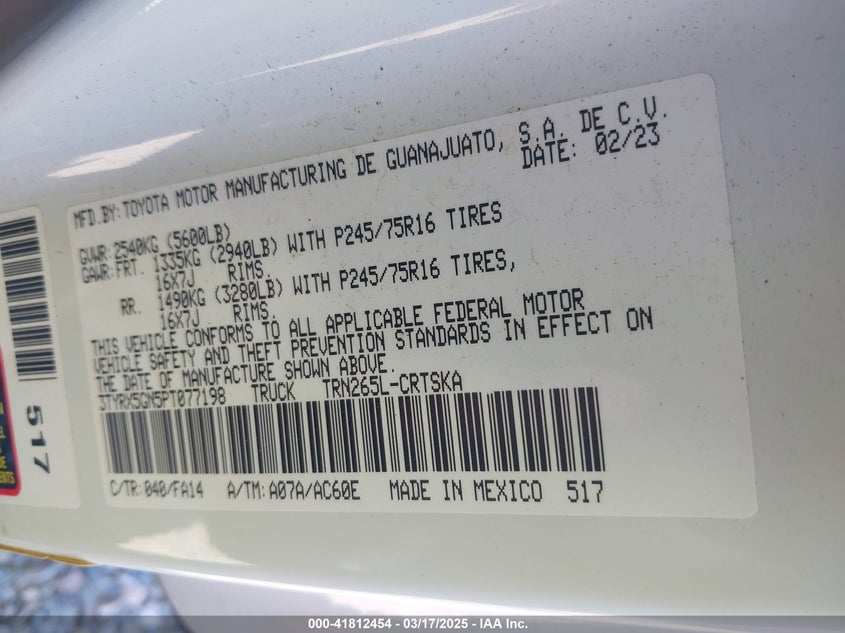 MFD.BY:TOYOTA MOTOR MANUFACTURING DE GUANAJUATO, S.A. DE C.V.
DATE: 02/23
GVWR:2540KG (5600LB)
GAWR:FRT. 1335KG (2940LB) WITH P245/75R16 TIRES
16X7J RIMS.
RR. 1490KG (3280LB) WITH P245/75R16 TIRES,
16X7J RIMS.
THIS VEHICLE CONFORMS TO ALL APPLICABLE FEDERAL MOTOR
VEHICLE SAFETY AND THEFT PREVENTION STANDARDS IN EFFECT ON
THE DATE OF MANUFACTURE SHOWN ABOVE.
3TYRX5GN5PT077198 TRUCK TRN265L-CRTSKA
C/TR:040/FA14 A/TM:A07A/AC60E MADE IN MEXICO 517
517
000-41812454 - 03/17/2025 - IAA Inc.